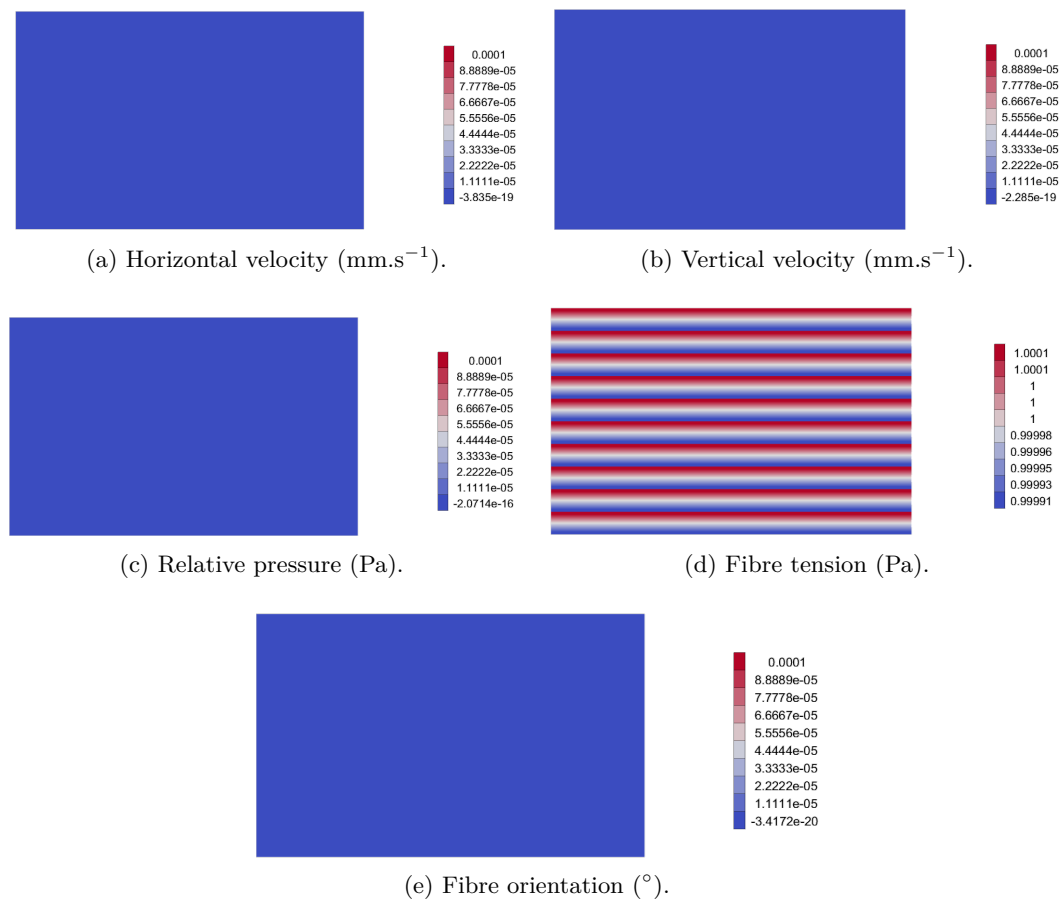 0.0001
8.8889e-05
7.7778e-05
6.6667e-05
5.5556e-05
4.4444e-05
3.3333e-05
2.2222e-05
1.1111e-05
-3.835e-19
(a) Horizontal velocity (mm.s⁻¹).
0.0001
8.8889e-05
7.7778e-05
6.6667e-05
5.5556e-05
4.4444e-05
3.3333e-05
2.2222e-05
1.1111e-05
-2.285e-19
(b) Vertical velocity (mm.s⁻¹).
0.0001
8.8889e-05
7.7778e-05
6.6667e-05
5.5556e-05
4.4444e-05
3.3333e-05
2.2222e-05
1.1111e-05
-2.0714e-16
(c) Relative pressure (Pa).
1.0001
1.0001
1
1
1
0.99998
0.99996
0.99995
0.99993
0.99991
(d) Fibre tension (Pa).
0.0001
8.8889e-05
7.7778e-05
6.6667e-05
5.5556e-05
4.4444e-05
3.3333e-05
2.2222e-05
1.1111e-05
-3.4172e-20
(e) Fibre orientation (°).